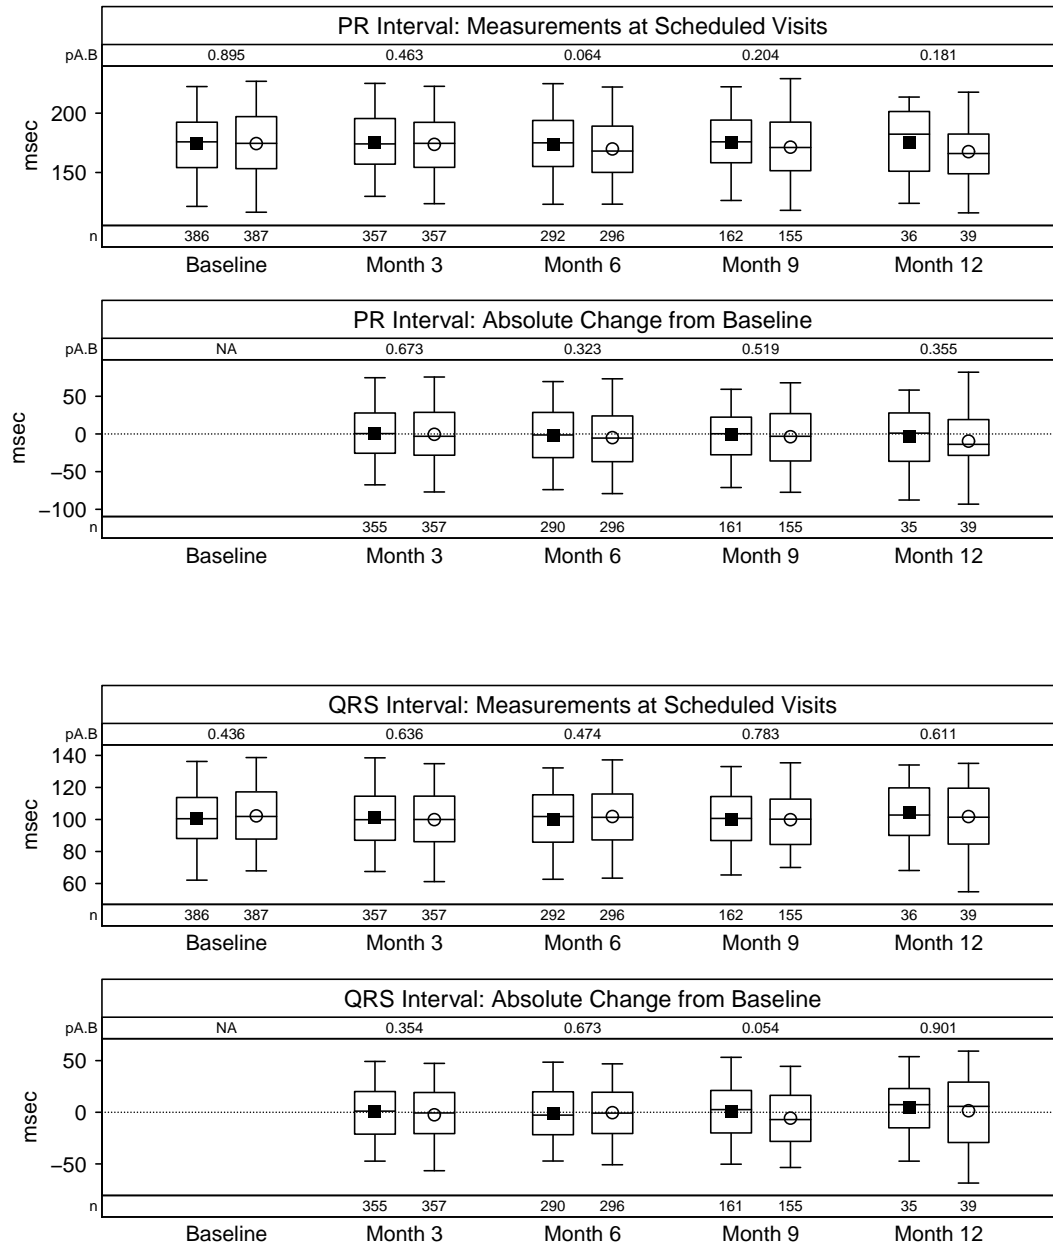 PR Interval: Measurements at Scheduled Visits
pA.B 0.895 0.463 0.064 0.204 0.181
200
150
msec
n 386 387 357 357 292 296 162 155 36 39
Baseline Month 3 Month 6 Month 9 Month 12
PR Interval: Absolute Change from Baseline
pA.B NA 0.673 0.323 0.519 0.355
50
0
−50
−100
msec
n 355 357 290 296 161 155 35 39
Baseline Month 3 Month 6 Month 9 Month 12
QRS Interval: Measurements at Scheduled Visits
pA.B 0.436 0.636 0.474 0.783 0.611
140
120
100
80
60
msec
n 386 387 357 357 292 296 162 155 36 39
Baseline Month 3 Month 6 Month 9 Month 12
QRS Interval: Absolute Change from Baseline
pA.B NA 0.354 0.673 0.054 0.901
50
0
−50
msec
n 355 357 290 296 161 155 35 39
Baseline Month 3 Month 6 Month 9 Month 12